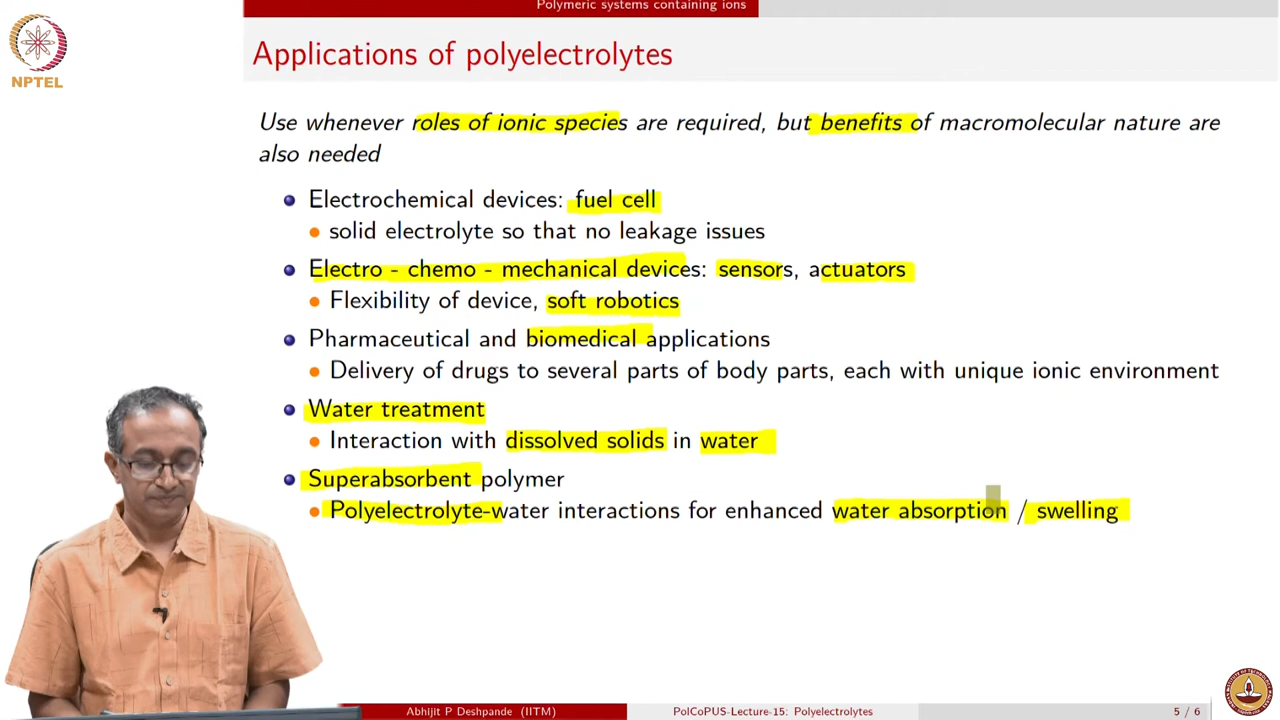 Polymeric systems containing ions
NPTEL
Applications of polyelectrolytes
Use whenever roles of ionic species are required, but benefits of macromolecular nature are
also needed
Electrochemical devices: fuel cell
solid electrolyte so that no leakage issues
Electro - chemo - mechanical devices: sensors, actuators
Flexibility of device, soft robotics
Pharmaceutical and biomedical applications
Delivery of drugs to several parts of body parts, each with unique ionic environment
Water treatment
Interaction with dissolved solids in water
Superabsorbent polymer
Polyelectrolyte-water interactions for enhanced water absorption / swelling
Abhijit P Deshpande (IITM)
PolCoPUS-Lecture-15: Polyelectrolytes
5 / 6